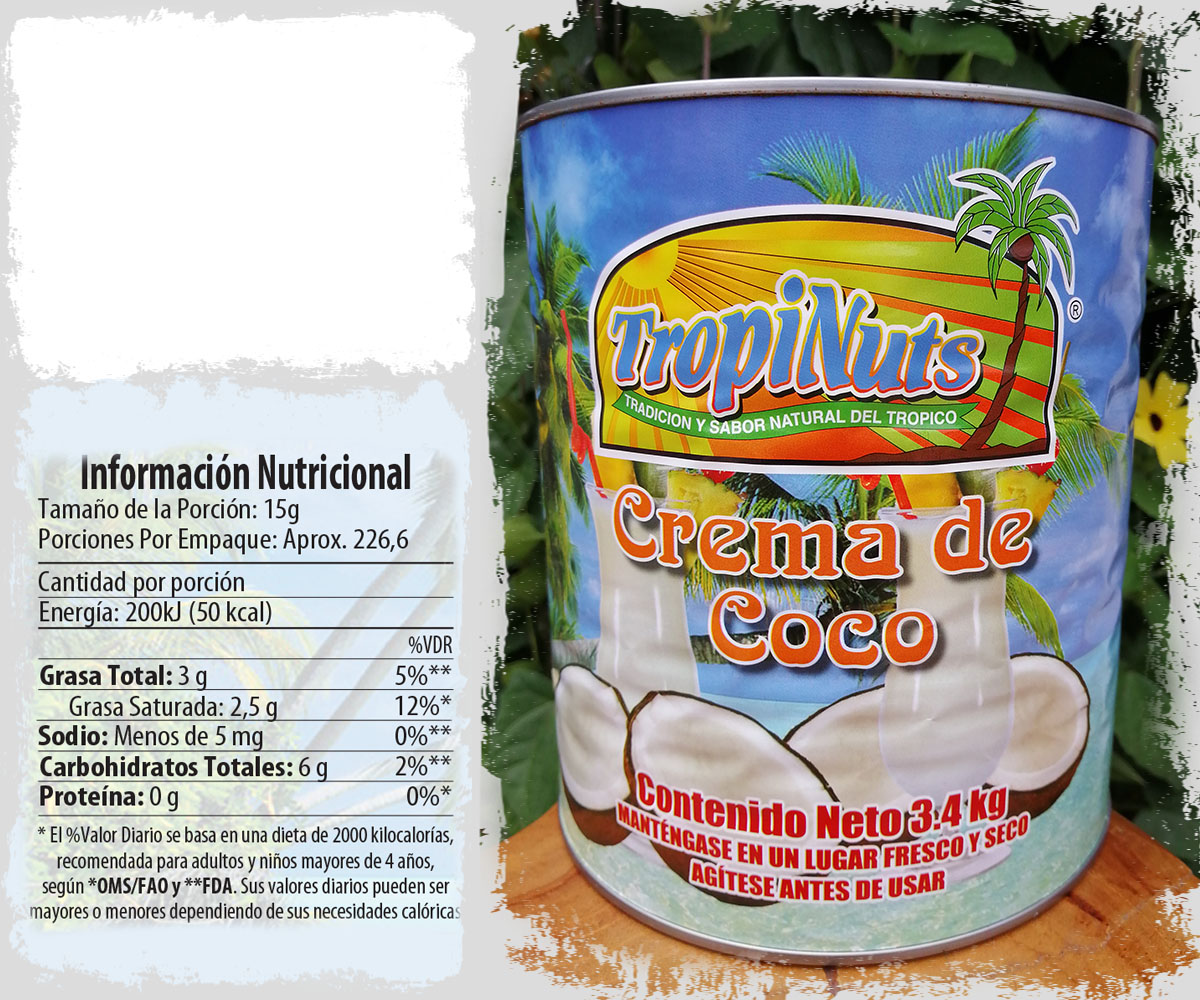 Información Nutricional
Tamaño de la Porción: 15g
Porciones Por Empaque: Aprox. 226,6
Cantidad por porción
Energía: 200kJ (50 kcal)
%VDR
Grasa Total: 3 g 5%**
Grasa Saturada: 2,5 g 12%*
Sodio: Menos de 5 mg 0%**
Carbohidratos Totales: 6 g 2%**
Proteína: 0 g 0%*
* El %Valor Diario se basa en una dieta de 2000 kilocalorías,
recomendada para adultos y niños mayores de 4 años,
según *OMS/FAO y **FDA. Sus valores diarios pueden ser
mayores o menores dependiendo de sus necesidades calóricas
TropiNuts
®
TRADICION Y SABOR NATURAL DEL TROPICO
Crema de
Coco
Contenido Neto 3.4 kg
MANTÉNGASE EN UN LUGAR FRESCO Y SECO
AGÍTESE ANTES DE USAR